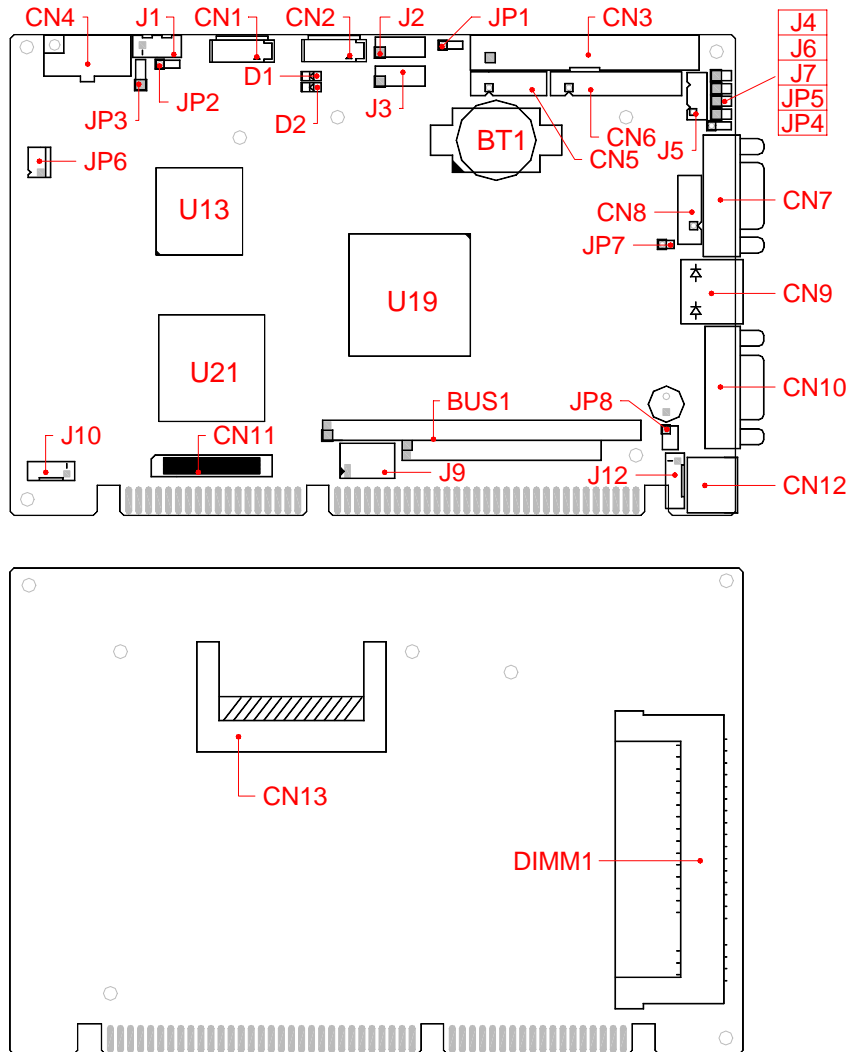 CN4 J1 CN1 CN2 J2 JP1 CN3 J4
J6
J7
JP5
JP4
D1
JP2
JP3
D2
J3
BT1
CN6
CN5
J5
JP6
U13
CN8
CN7
JP7
U19
CN9
U21
BUS1
JP8
CN10
J10
CN11
J9
J12
CN12
CN13
DIMM1